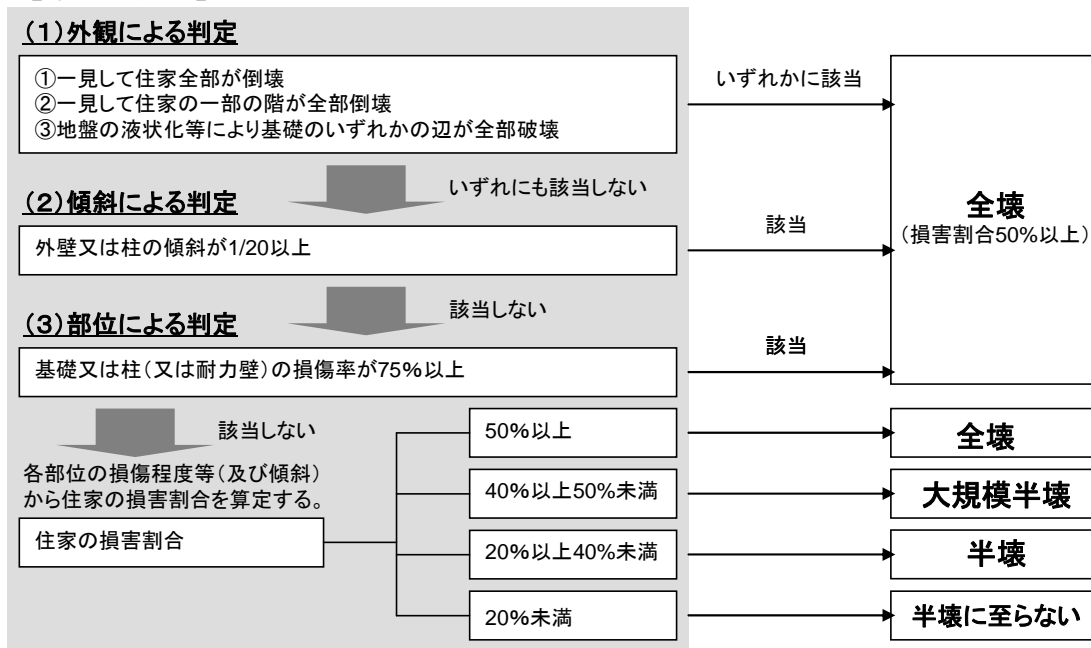 (1)外観による判定
①一見して住家全部が倒壊
②一見して住家の一部の階が全部倒壊
③地盤の液状化等により基礎のいずれかの辺が全部破壊
いずれかに該当
いずれにも該当しない
(2)傾斜による判定
外壁又は柱の傾斜が1/20以上
該当
全壊
(損害割合50%以上)
該当しない
(3)部位による判定
基礎又は柱(又は耐力壁)の損傷率が75%以上
該当
該当しない
各部位の損傷程度等(及び傾斜)
から住家の損害割合を算定する。
住家の損害割合
50%以上
全壊
40%以上50%未満
大規模半壊
20%以上40%未満
半壊
20%未満
半壊に至らない